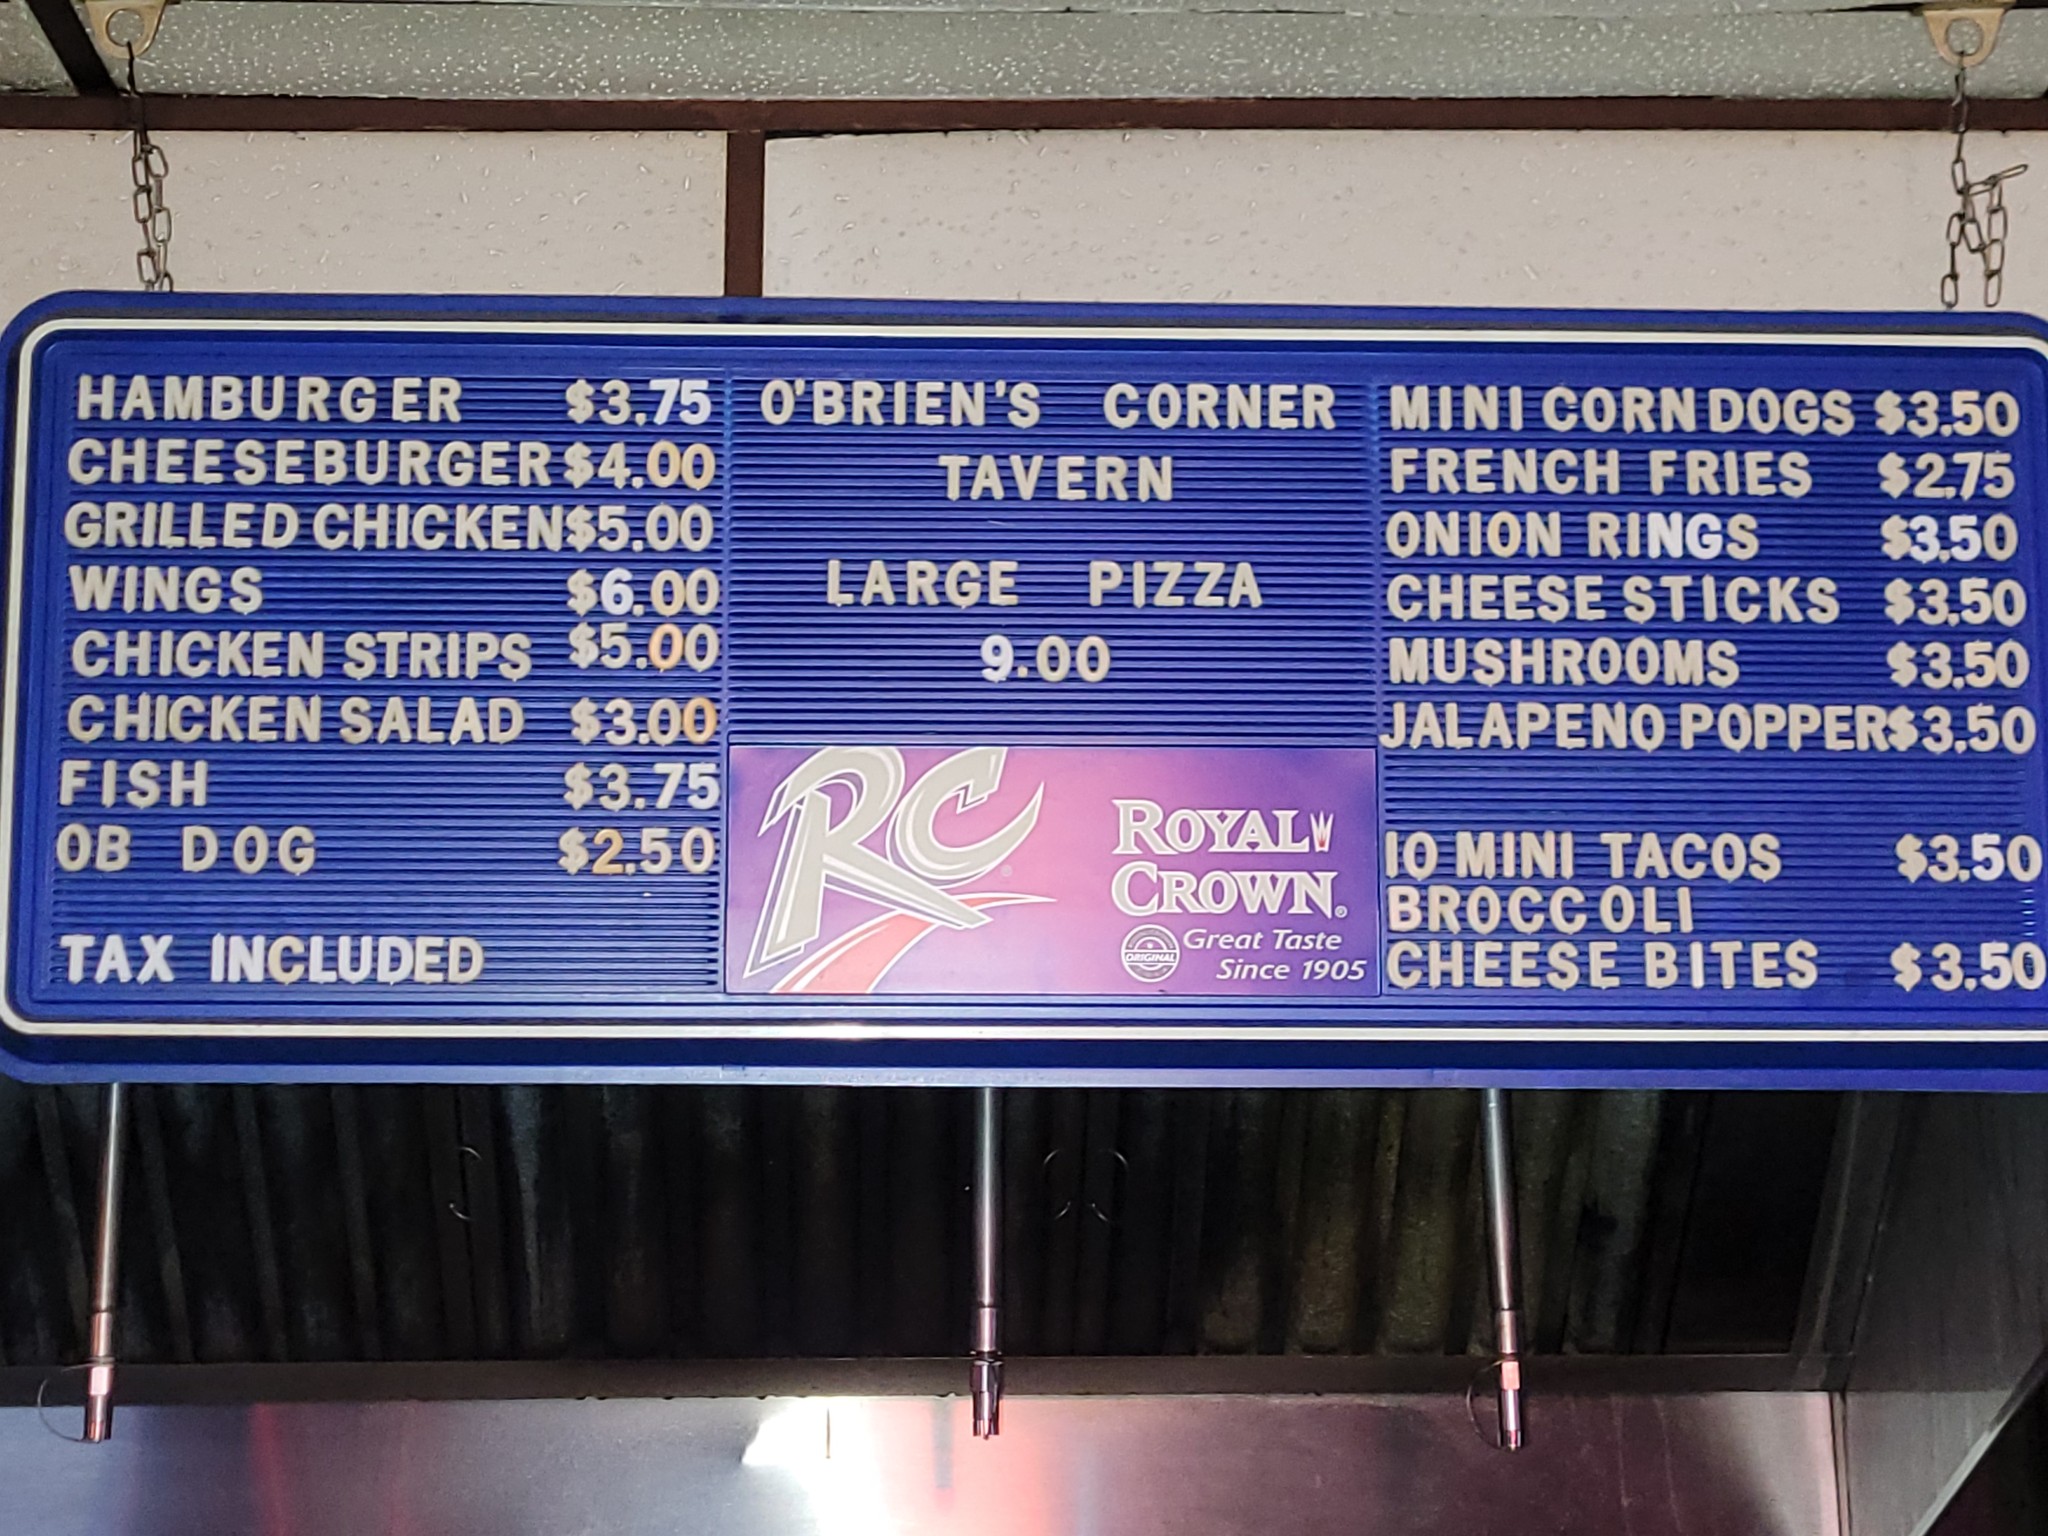 HAMBURGER $3.75
CHEESEBURGER $4.00
GRILLED CHICKEN $5.00
WINGS $6.00
CHICKEN STRIPS $5.00
CHICKEN SALAD $3.00
FISH $3.75
OB DOG $2.50
TAX INCLUDED
O'BRIEN'S CORNER
TAVERN
LARGE PIZZA
9.00
RC
ROYAL
CROWN®
ORIGINAL
Great Taste
Since 1905
MINI CORN DOGS $3.50
FRENCH FRIES $2.75
ONION RINGS $3.50
CHEESE STICKS $3.50
MUSHROOMS $3.50
JALAPENO POPPER $3.50
10 MINI TACOS $3.50
BROCCOLI
CHEESE BITES $3.50